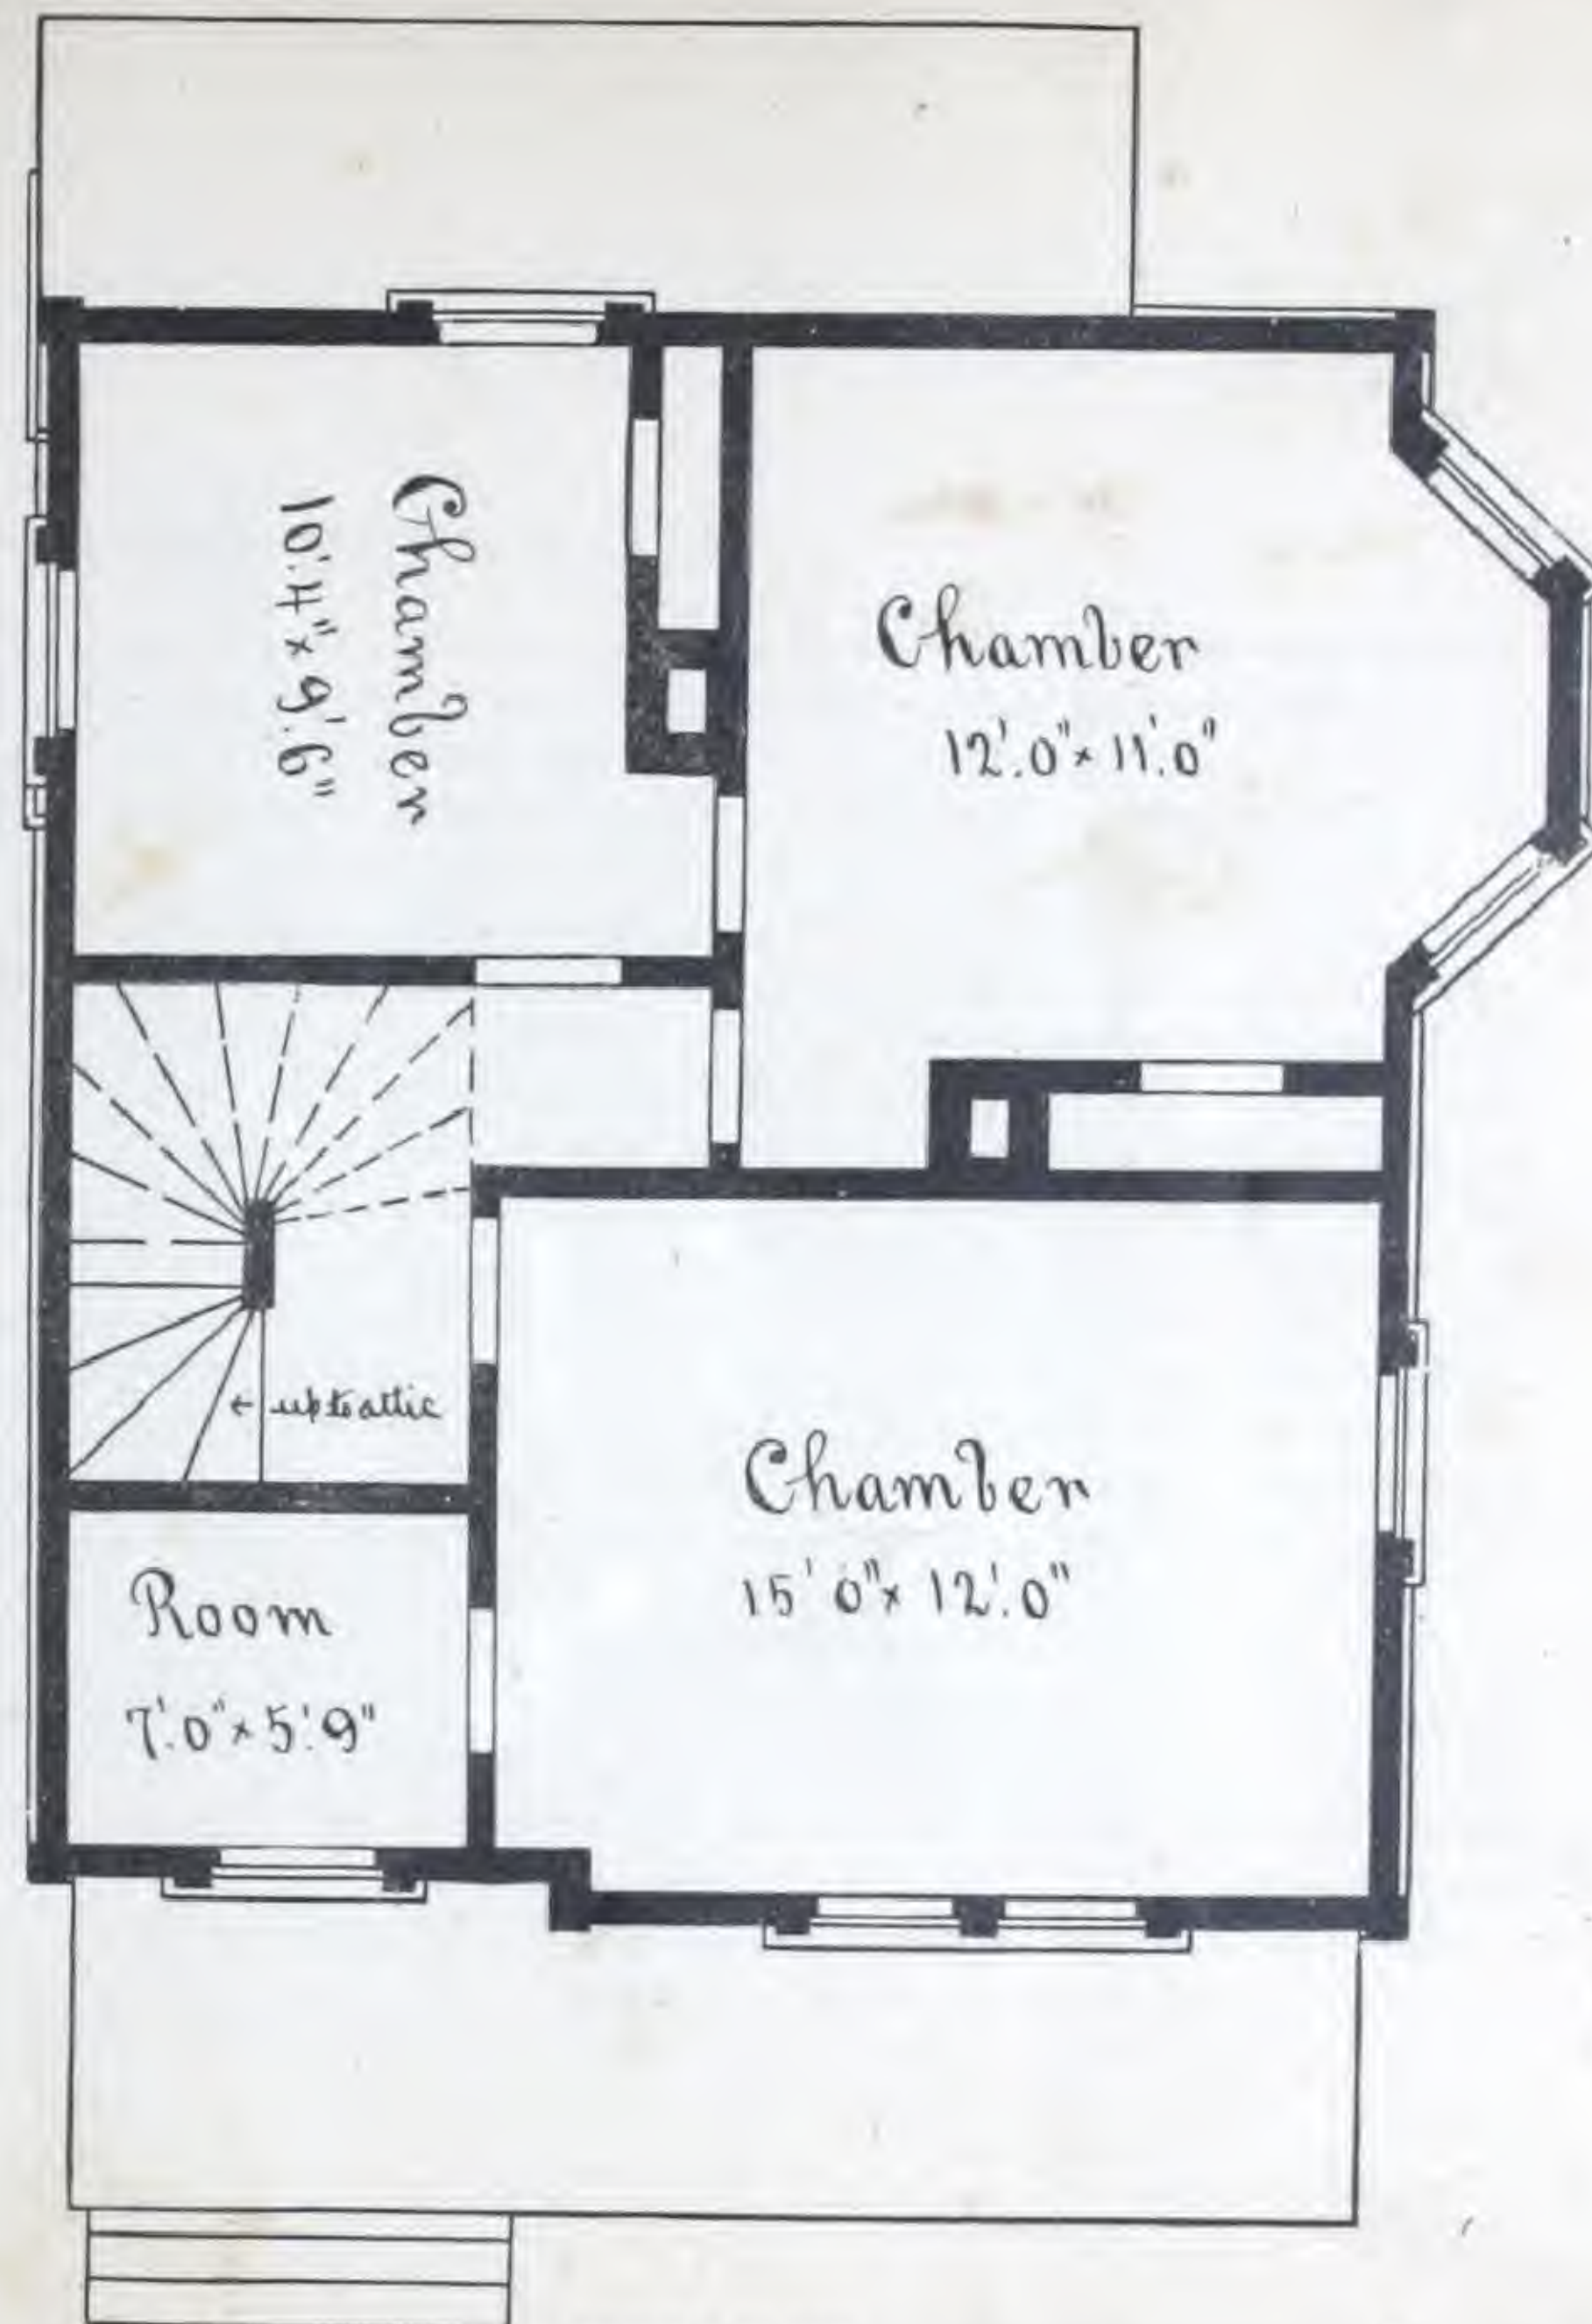 Chamber
10'.4" x 9'.6"
Chamber
12'.0" x 11'.0"
← up to attic
Chamber
15' 0" x 12'.0"
Room
7'.0" x 5'.9"